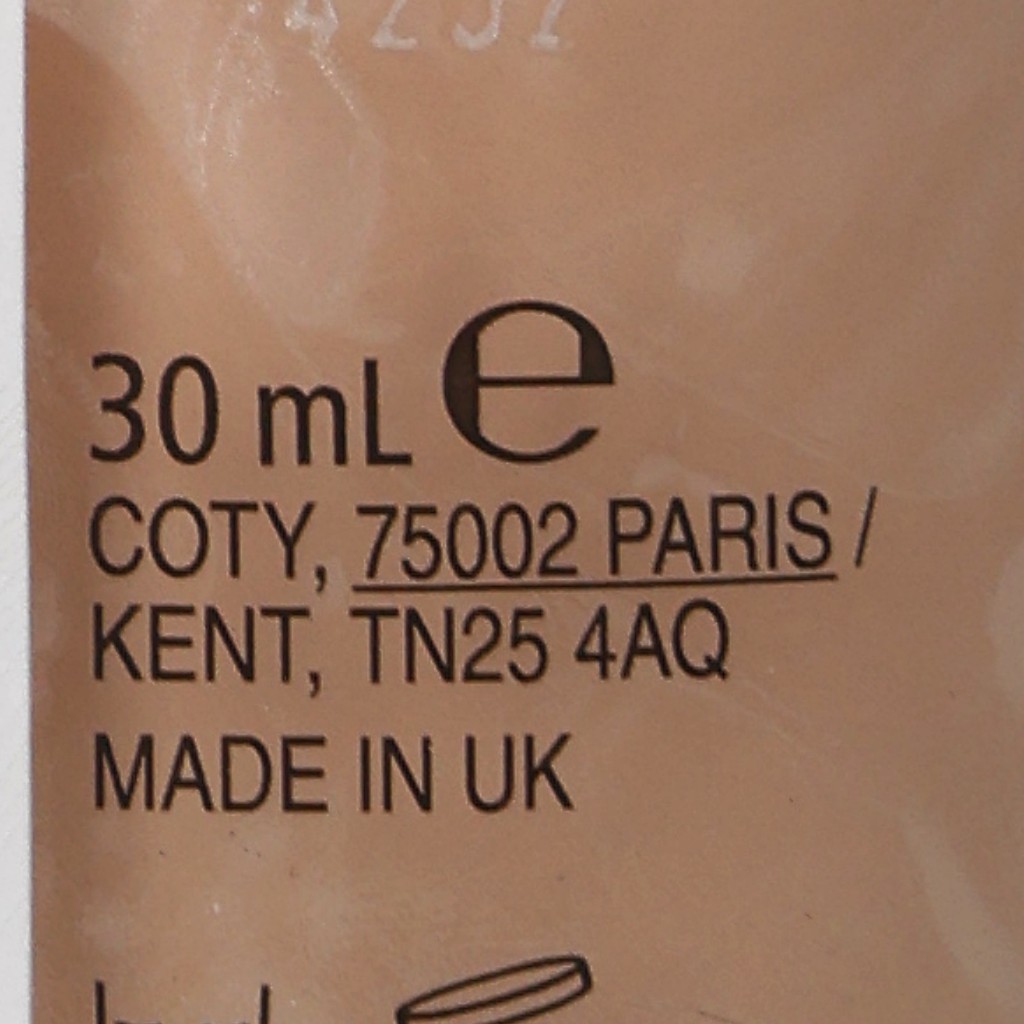 30 mL ℮
COTY, 75002 PARIS /
KENT, TN25 4AQ
MADE IN UK